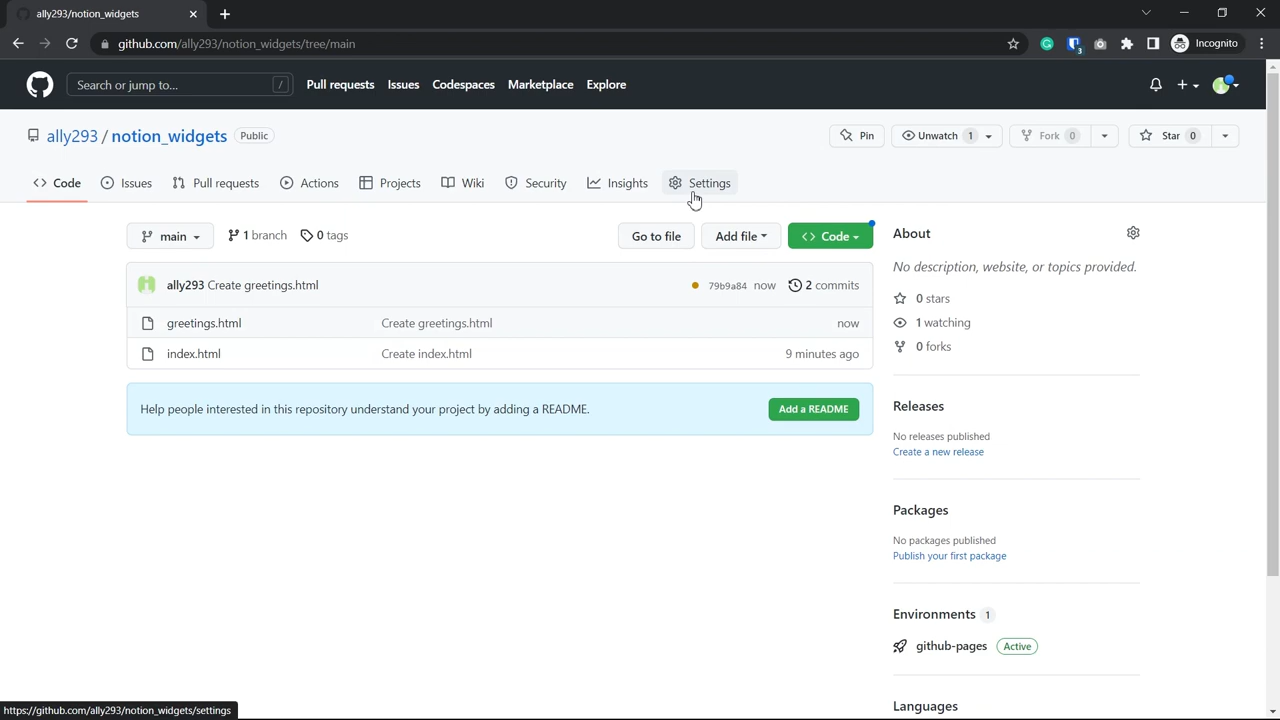 ally293/notion_widgets
github.com/ally293/notion_widgets/tree/main
3
Incognito
Search or jump to...
/
Pull requests
Issues
Codespaces
Marketplace
Explore
ally293 / notion_widgets
Public
Pin
Unwatch 1
Fork 0
Star 0
Code
Issues
Pull requests
Actions
Projects
Wiki
Security
Insights
Settings
main
1 branch
0 tags
Go to file
Add file
Code
About
No description, website, or topics provided.
ally293 Create greetings.html
79b9a84 now
2 commits
greetings.html
Create greetings.html
now
index.html
Create index.html
9 minutes ago
Help people interested in this repository understand your project by adding a README.
Add a README
0 stars
1 watching
0 forks
Releases
No releases published
Create a new release
Packages
No packages published
Publish your first package
Environments 1
github-pages Active
Languages
https://github.com/ally293/notion_widgets/settings